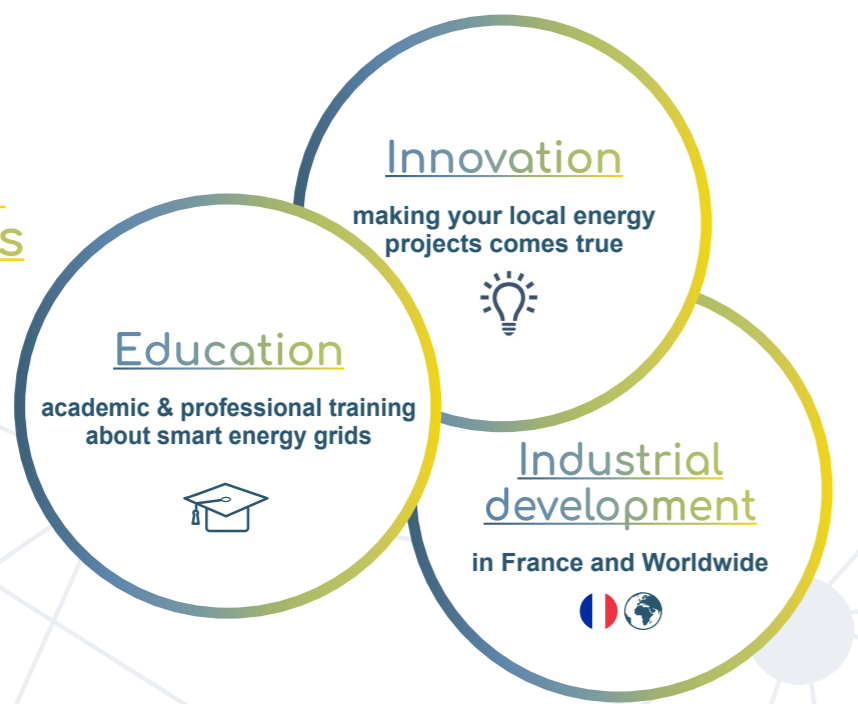 Innovation
making your local energy
projects comes true
Education
academic & professional training
about smart energy grids
Industrial
development
in France and Worldwide